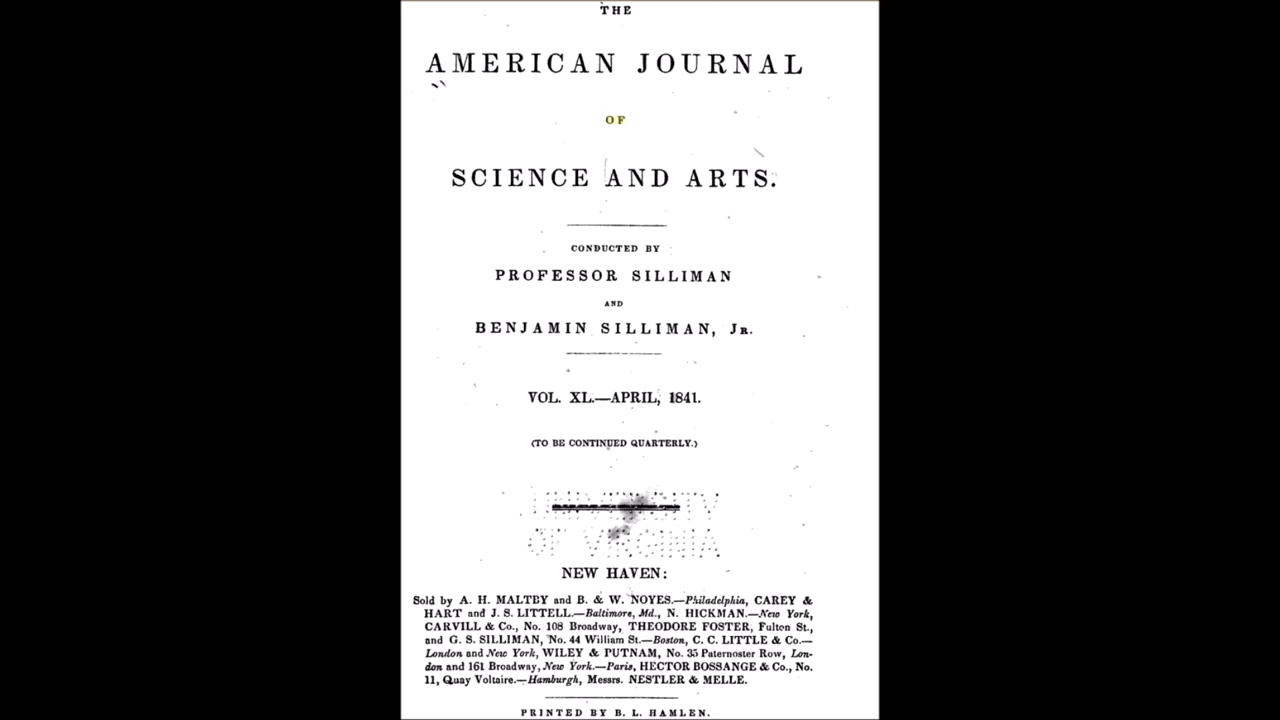 THE
AMERICAN JOURNAL
OF
SCIENCE AND ARTS.
CONDUCTED BY
PROFESSOR SILLIMAN
AND
BENJAMIN SILLIMAN, JR.
VOL. XL.—APRIL, 1841.
(TO BE CONTINUED QUARTERLY.)
UNIVERSITY
OF VIRGINIA
NEW HAVEN:
Sold by A. H. MALTBY and B. & W. NOYES.—Philadelphia, CAREY &
HART and J. S. LITTELL.—Baltimore, Md., N. HICKMAN.—New York,
CARVILL & Co., No. 108 Broadway, THEODORE FOSTER, Fulton St.,
and G. S. SILLIMAN, No. 44 William St.—Boston, C. C. LITTLE & Co.—
London and New York, WILEY & PUTNAM, No. 35 Paternoster Row, Lon-
don and 161 Broadway, New York.—Paris, HECTOR BOSSANGE & Co., No.
11, Quay Voltaire.—Hamburgh, Messrs. NESTLER & MELLE.
PRINTED BY B. L. HAMLEN.